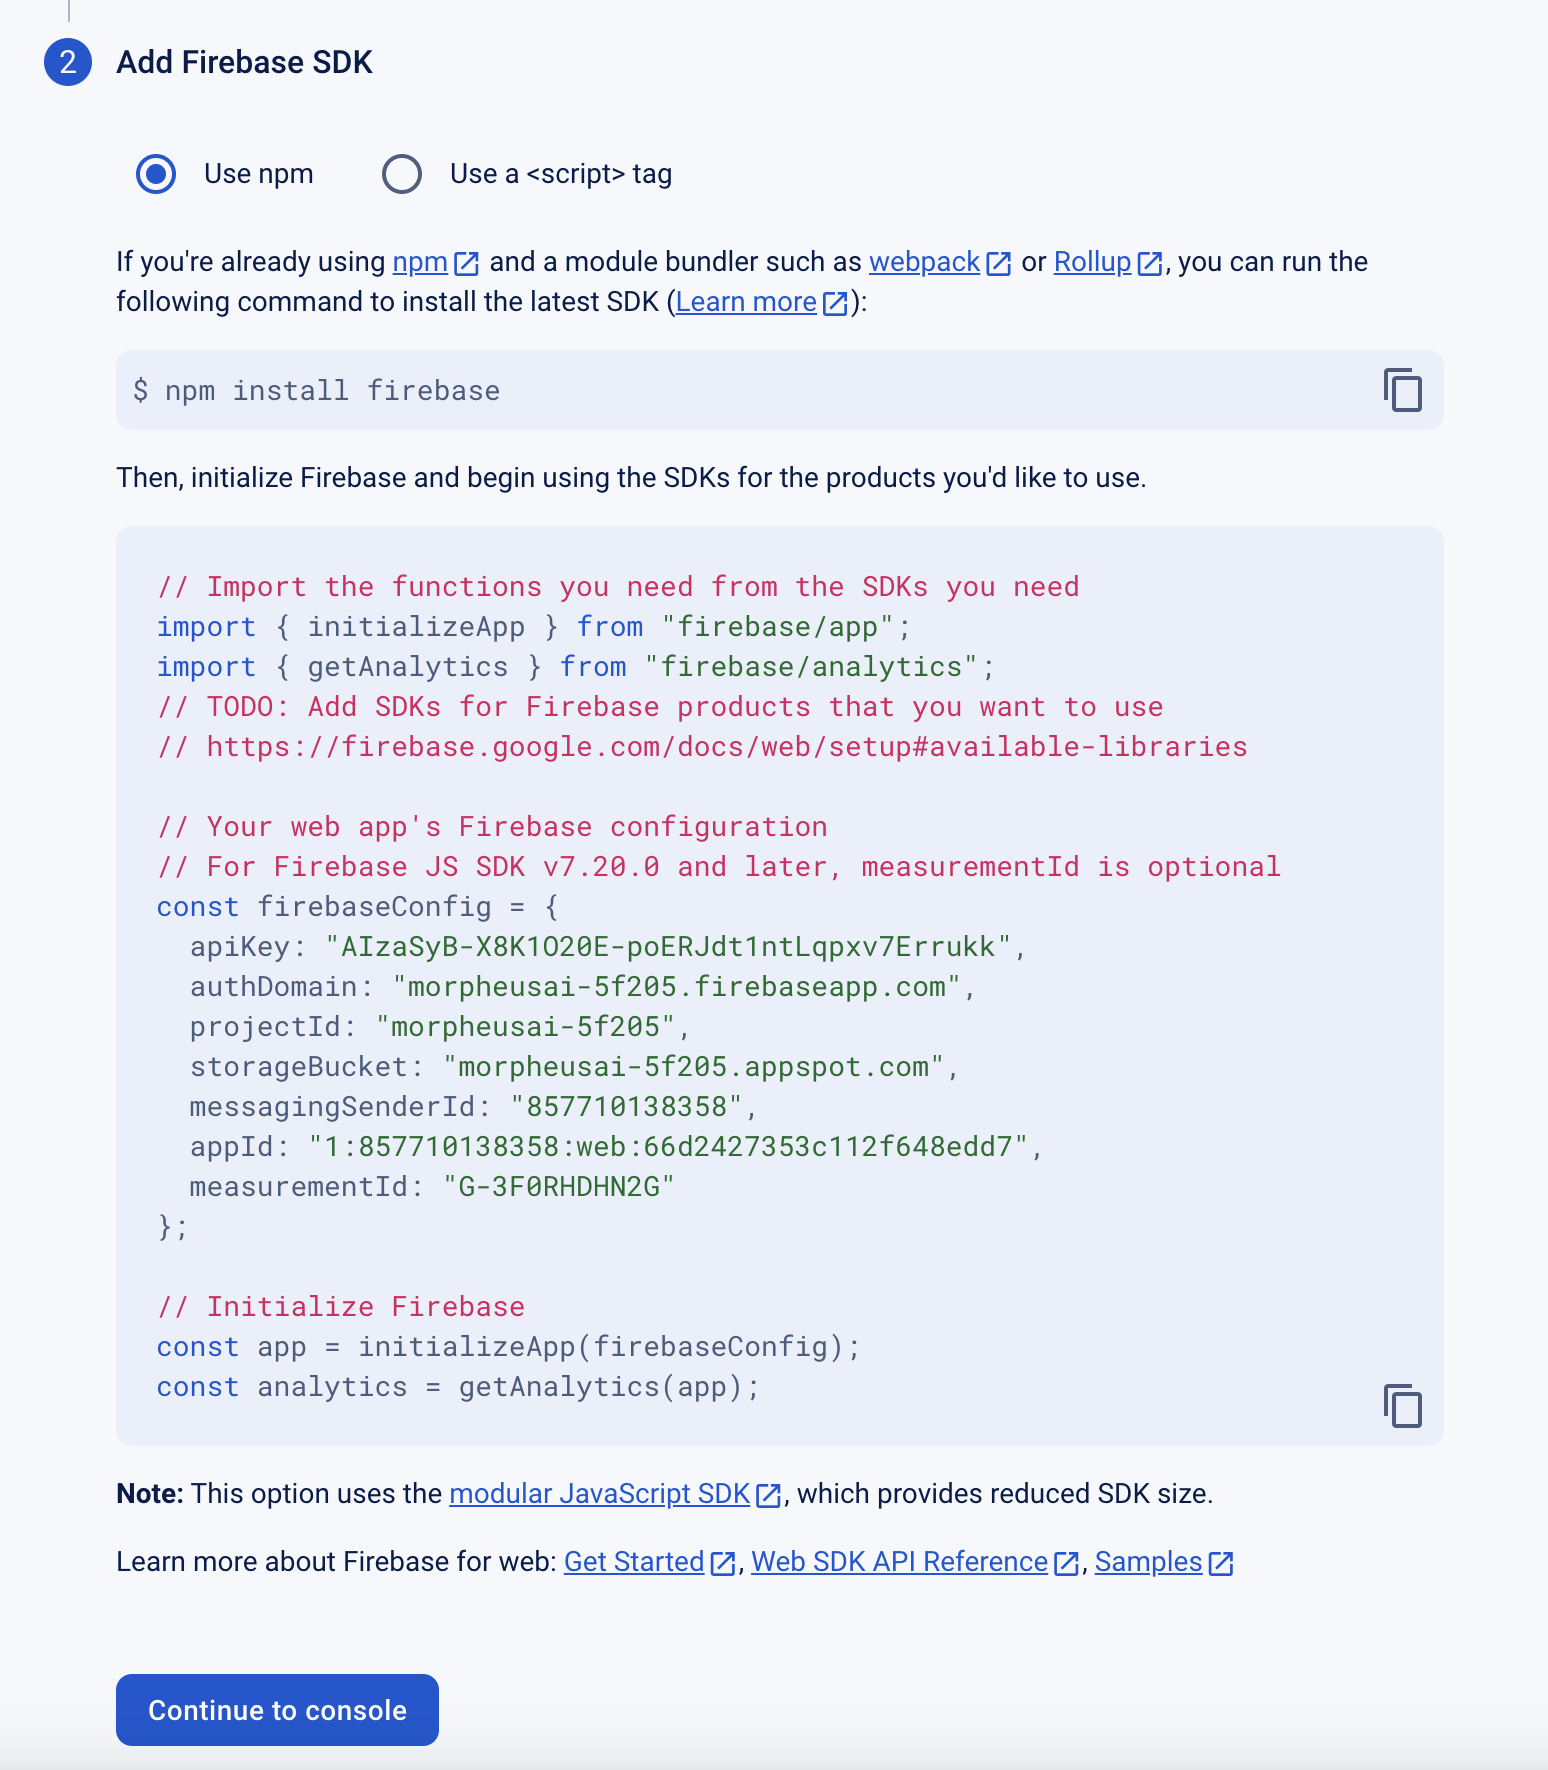 2 Add Firebase SDK
Use npm Use a <script> tag
If you're already using npm and a module bundler such as webpack or Rollup, you can run the
following command to install the latest SDK (Learn more):
$ npm install firebase
Then, initialize Firebase and begin using the SDKs for the products you'd like to use.
// Import the functions you need from the SDKs you need
import { initializeApp } from "firebase/app";
import { getAnalytics } from "firebase/analytics";
// TODO: Add SDKs for Firebase products that you want to use
// https://firebase.google.com/docs/web/setup#available-libraries
// Your web app's Firebase configuration
// For Firebase JS SDK v7.20.0 and later, measurementId is optional
const firebaseConfig = {
  apiKey: "AIzaSyB-X8K1O20E-poERJdt1ntLqpxv7Errukk",
  authDomain: "morpheusai-5f205.firebaseapp.com",
  projectId: "morpheusai-5f205",
  storageBucket: "morpheusai-5f205.appspot.com",
  messagingSenderId: "857710138358",
  appId: "1:857710138358:web:66d2427353c112f648edd7",
  measurementId: "G-3F0RHDHN2G"
};
// Initialize Firebase
const app = initializeApp(firebaseConfig);
const analytics = getAnalytics(app);
Note: This option uses the modular JavaScript SDK, which provides reduced SDK size.
Learn more about Firebase for web: Get Started, Web SDK API Reference, Samples
Continue to console